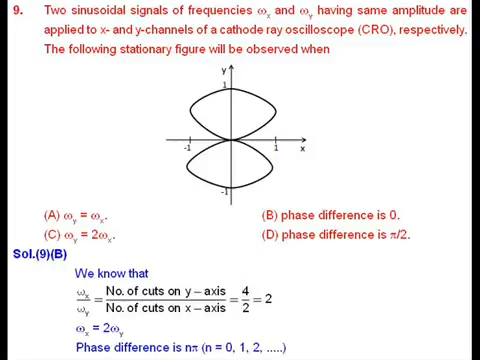 9. Two sinusoidal signals of frequencies ωx and ωy having same amplitude are
applied to x- and y-channels of a cathode ray oscilloscope (CRO), respectively.
The following stationary figure will be observed when
y
1
-1
1
x
-1
(A) ωy = ωx.
(B) phase difference is 0.
(C) ωy = 2ωx.
(D) phase difference is π/2.
Sol.(9)(B)
We know that
ωx/ωy = No. of cuts on y – axis/No. of cuts on x – axis = 4/2 = 2
ωx = 2ωy
Phase difference is nπ (n = 0, 1, 2, .....)